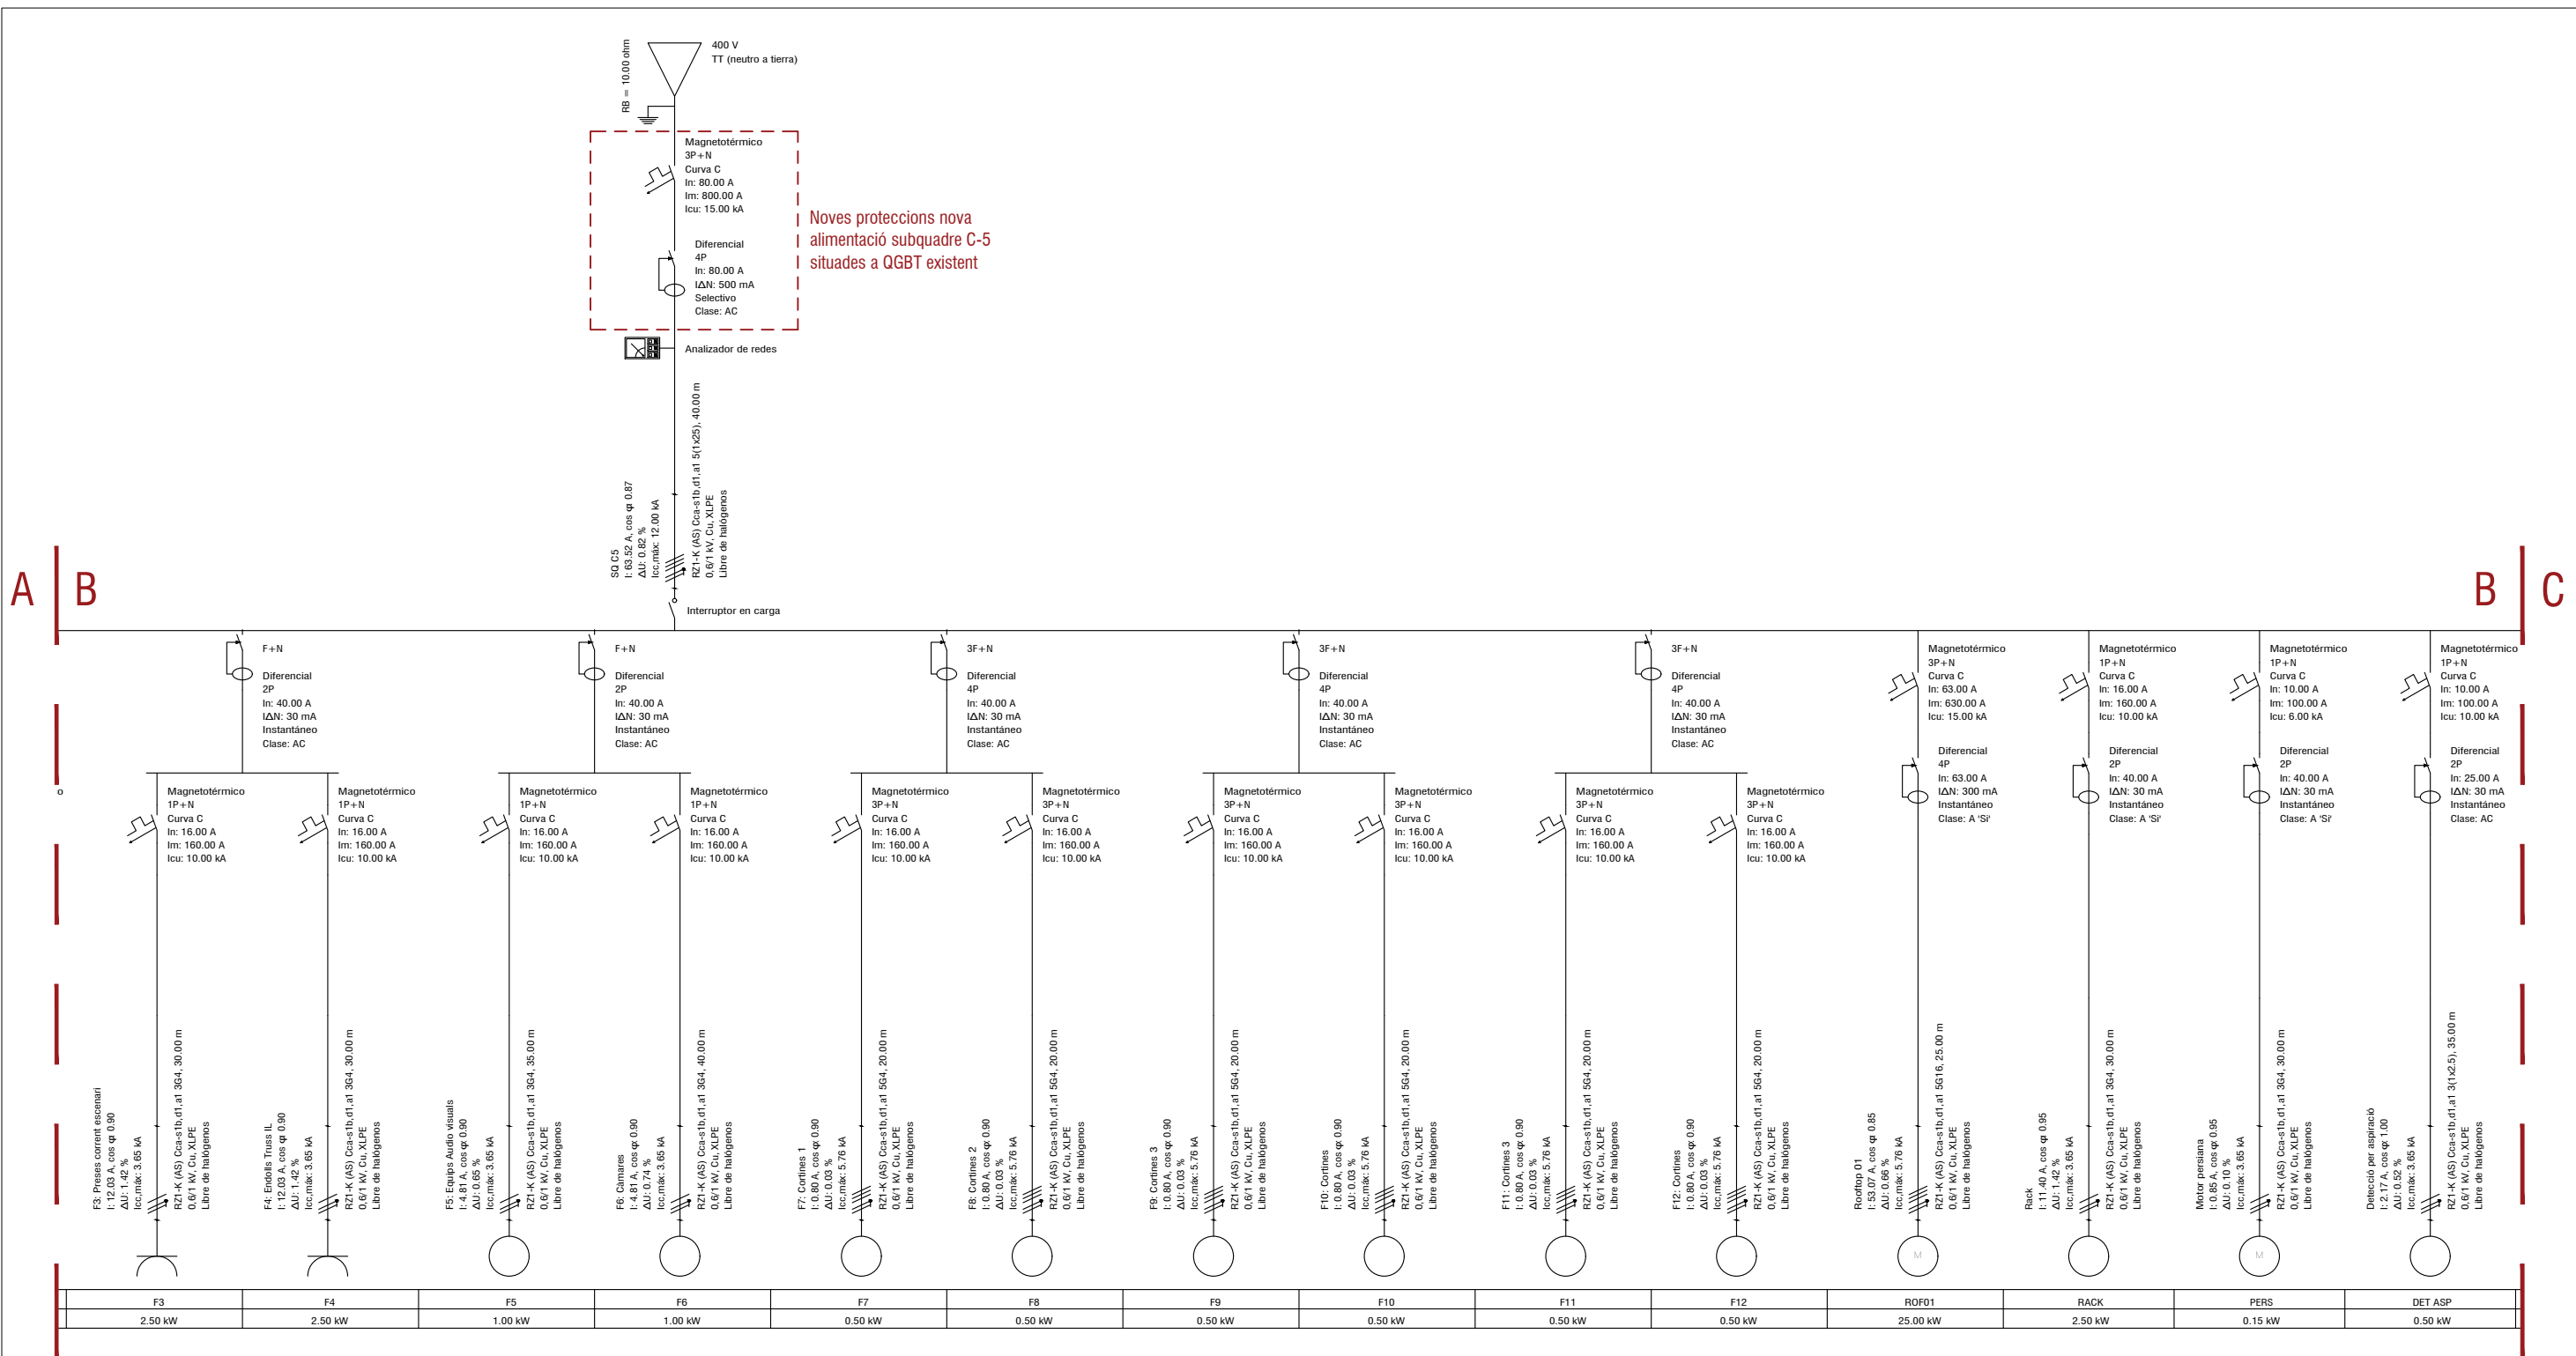 400 V
TT (neutro a tierra)
RB = 10.00 ohm
Magnetotérmico
3P+N
Curva C
In: 80.00 A
Im: 800.00 A
Icu: 15.00 kA
Diferencial
4P
In: 80.00 A
IΔN: 500 mA
Selectivo
Clase: AC
Noves proteccions nova
alimentació subquadre C-5
situades a QGBT existent
Analizador de redes
SQ C5
I: 63.52 A, cos φ: 0.87
ΔU: 0.82 %
Icc,máx: 12.00 kA
RZ1-K (AS) Cca-s1b,d1,a1 5(1x25), 40.00 m
0,6/1 kV, Cu, XLPE
Libre de halógenos
Interruptor en carga
A
B
B
C
F+N
Diferencial
2P
In: 40.00 A
IΔN: 30 mA
Instantáneo
Clase: AC
F+N
Diferencial
2P
In: 40.00 A
IΔN: 30 mA
Instantáneo
Clase: AC
3F+N
Diferencial
4P
In: 40.00 A
IΔN: 30 mA
Instantáneo
Clase: AC
3F+N
Diferencial
4P
In: 40.00 A
IΔN: 30 mA
Instantáneo
Clase: AC
3F+N
Diferencial
4P
In: 40.00 A
IΔN: 30 mA
Instantáneo
Clase: AC
Magnetotérmico
3P+N
Curva C
In: 63.00 A
Im: 630.00 A
Icu: 15.00 kA
Diferencial
4P
In: 63.00 A
IΔN: 300 mA
Instantáneo
Clase: A 'Si'
Magnetotérmico
1P+N
Curva C
In: 16.00 A
Im: 160.00 A
Icu: 10.00 kA
Diferencial
2P
In: 40.00 A
IΔN: 30 mA
Instantáneo
Clase: A 'Si'
Magnetotérmico
1P+N
Curva C
In: 10.00 A
Im: 100.00 A
Icu: 6.00 kA
Diferencial
2P
In: 40.00 A
IΔN: 30 mA
Instantáneo
Clase: A 'Si'
Magnetotérmico
1P+N
Curva C
In: 10.00 A
Im: 100.00 A
Icu: 10.00 kA
Diferencial
2P
In: 25.00 A
IΔN: 30 mA
Instantáneo
Clase: AC
o
Magnetotérmico
1P+N
Curva C
In: 16.00 A
Im: 160.00 A
Icu: 10.00 kA
Magnetotérmico
1P+N
Curva C
In: 16.00 A
Im: 160.00 A
Icu: 10.00 kA
Magnetotérmico
1P+N
Curva C
In: 16.00 A
Im: 160.00 A
Icu: 10.00 kA
Magnetotérmico
1P+N
Curva C
In: 16.00 A
Im: 160.00 A
Icu: 10.00 kA
Magnetotérmico
3P+N
Curva C
In: 16.00 A
Im: 160.00 A
Icu: 10.00 kA
Magnetotérmico
3P+N
Curva C
In: 16.00 A
Im: 160.00 A
Icu: 10.00 kA
Magnetotérmico
3P+N
Curva C
In: 16.00 A
Im: 160.00 A
Icu: 10.00 kA
Magnetotérmico
3P+N
Curva C
In: 16.00 A
Im: 160.00 A
Icu: 10.00 kA
Magnetotérmico
3P+N
Curva C
In: 16.00 A
Im: 160.00 A
Icu: 10.00 kA
Magnetotérmico
3P+N
Curva C
In: 16.00 A
Im: 160.00 A
Icu: 10.00 kA
F3: Preses corrent escenari
I: 12.03 A, cos φ: 0.90
ΔU: 1.42 %
Icc,máx: 3.65 kA
RZ1-K (AS) Cca-s1b,d1,a1 3G4, 30.00 m
0,6/1 kV, Cu, XLPE
Libre de halógenos
F4: Endolls Truss IL
I: 12.03 A, cos φ: 0.90
ΔU: 1.42 %
Icc,máx: 3.65 kA
RZ1-K (AS) Cca-s1b,d1,a1 3G4, 30.00 m
0,6/1 kV, Cu, XLPE
Libre de halógenos
F5: Equips Audio visuals
I: 4.81 A, cos φ: 0.90
ΔU: 0.65 %
Icc,máx: 3.65 kA
RZ1-K (AS) Cca-s1b,d1,a1 3G4, 35.00 m
0,6/1 kV, Cu, XLPE
Libre de halógenos
F6: Càmares
I: 4.81 A, cos φ: 0.90
ΔU: 0.74 %
Icc,máx: 3.65 kA
RZ1-K (AS) Cca-s1b,d1,a1 3G4, 40.00 m
0,6/1 kV, Cu, XLPE
Libre de halógenos
F7: Cortines 1
I: 0.80 A, cos φ: 0.90
ΔU: 0.03 %
Icc,máx: 5.76 kA
RZ1-K (AS) Cca-s1b,d1,a1 5G4, 20.00 m
0,6/1 kV, Cu, XLPE
Libre de halógenos
F8: Cortines 2
I: 0.80 A, cos φ: 0.90
ΔU: 0.03 %
Icc,máx: 5.76 kA
RZ1-K (AS) Cca-s1b,d1,a1 5G4, 20.00 m
0,6/1 kV, Cu, XLPE
Libre de halógenos
F9: Cortines 3
I: 0.80 A, cos φ: 0.90
ΔU: 0.03 %
Icc,máx: 5.76 kA
RZ1-K (AS) Cca-s1b,d1,a1 5G4, 20.00 m
0,6/1 kV, Cu, XLPE
Libre de halógenos
F10: Cortines
I: 0.80 A, cos φ: 0.90
ΔU: 0.03 %
Icc,máx: 5.76 kA
RZ1-K (AS) Cca-s1b,d1,a1 5G4, 20.00 m
0,6/1 kV, Cu, XLPE
Libre de halógenos
F11: Cortines 3
I: 0.80 A, cos φ: 0.90
ΔU: 0.03 %
Icc,máx: 5.76 kA
RZ1-K (AS) Cca-s1b,d1,a1 5G4, 20.00 m
0,6/1 kV, Cu, XLPE
Libre de halógenos
F12: Cortines
I: 0.80 A, cos φ: 0.90
ΔU: 0.03 %
Icc,máx: 5.76 kA
RZ1-K (AS) Cca-s1b,d1,a1 5G4, 20.00 m
0,6/1 kV, Cu, XLPE
Libre de halógenos
Rooftop 01
I: 53.07 A, cos φ: 0.85
ΔU: 0.66 %
Icc,máx: 5.76 kA
RZ1-K (AS) Cca-s1b,d1,a1 5G16, 25.00 m
0,6/1 kV, Cu, XLPE
Libre de halógenos
Rack
I: 11.40 A, cos φ: 0.95
ΔU: 1.42 %
Icc,máx: 3.65 kA
RZ1-K (AS) Cca-s1b,d1,a1 3G4, 30.00 m
0,6/1 kV, Cu, XLPE
Libre de halógenos
Motor persiana
I: 0.85 A, cos φ: 0.95
ΔU: 0.10 %
Icc,máx: 3.65 kA
RZ1-K (AS) Cca-s1b,d1,a1 3G4, 30.00 m
0,6/1 kV, Cu, XLPE
Libre de halógenos
Detecció per aspiració
I: 2.17 A, cos φ: 1.00
ΔU: 0.52 %
Icc,máx: 3.65 kA
RZ1-K (AS) Cca-s1b,d1,a1 3(1x2.5), 35.00 m
0,6/1 kV, Cu, XLPE
Libre de halógenos
M
M
F3 F4 F5 F6 F7 F8 F9 F10 F11 F12 ROF01 RACK PERS DET ASP
2.50 kW 2.50 kW 1.00 kW 1.00 kW 0.50 kW 0.50 kW 0.50 kW 0.50 kW 0.50 kW 0.50 kW 25.00 kW 2.50 kW 0.15 kW 0.50 kW